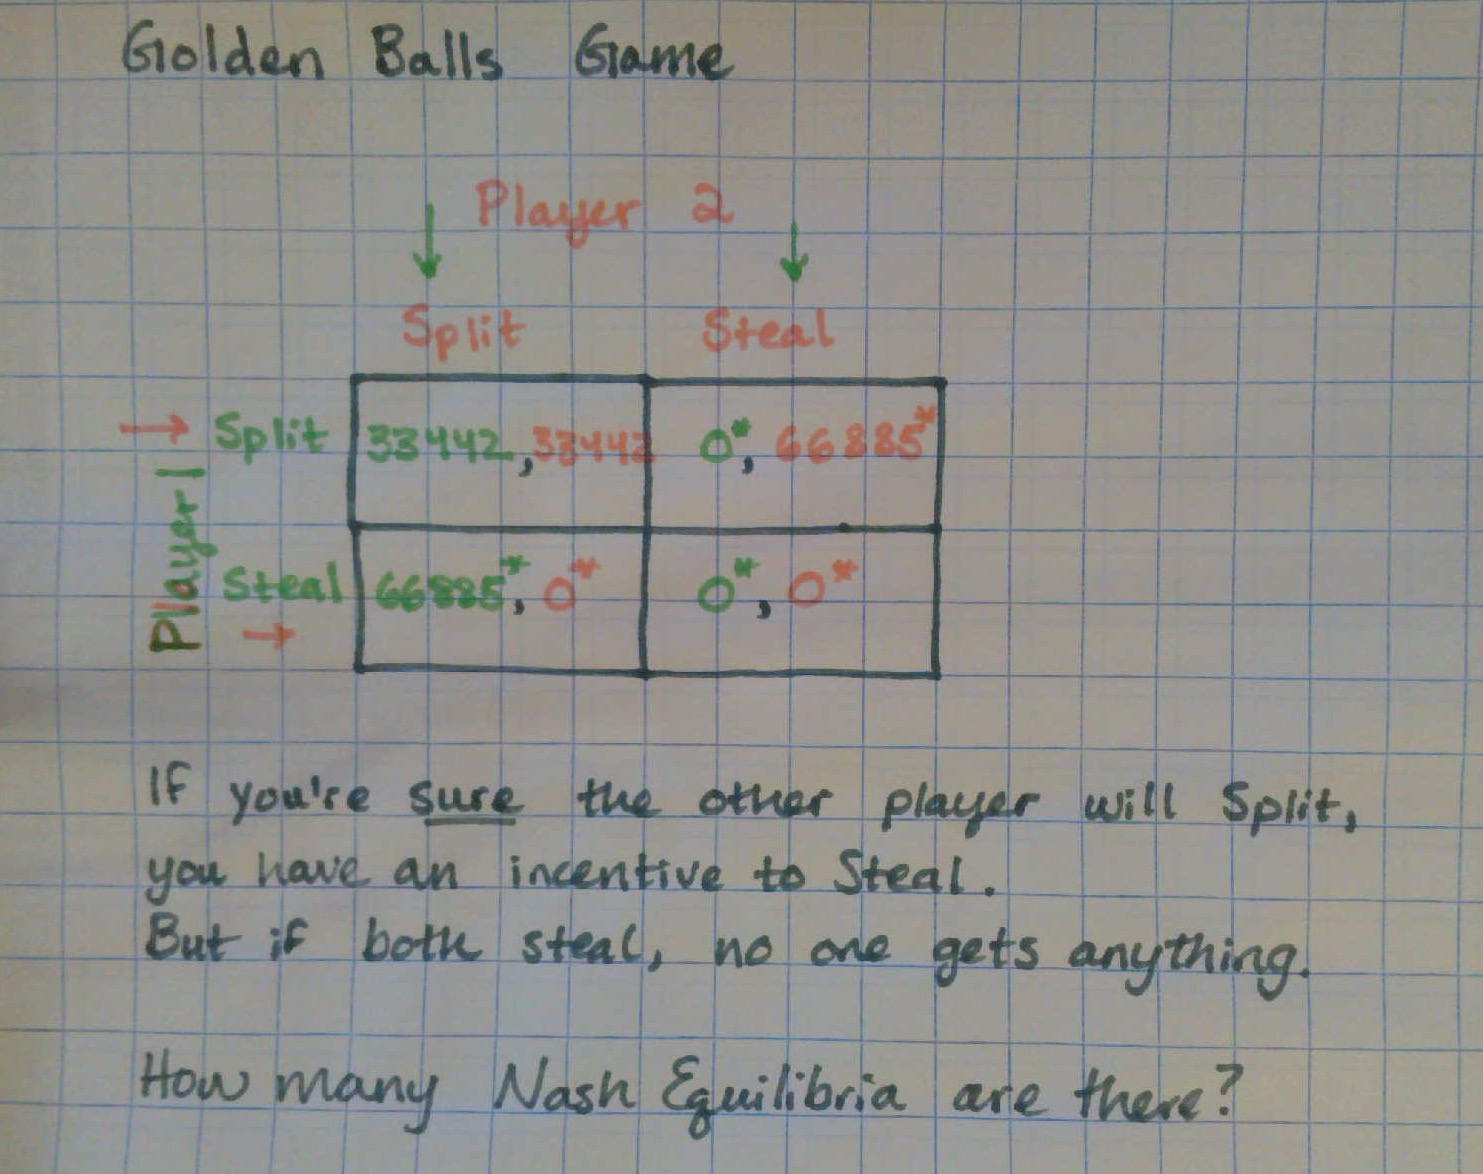 Golden Balls Game
Player 2
Split Steal
Split 33442, 33442 0*, 66885*
Player 1
Steal 66885*, 0* 0*, 0*
If you're sure the other player will Split,
you have an incentive to Steal.
But if both steal, no one gets anything.
How many Nash Equilibria are there?